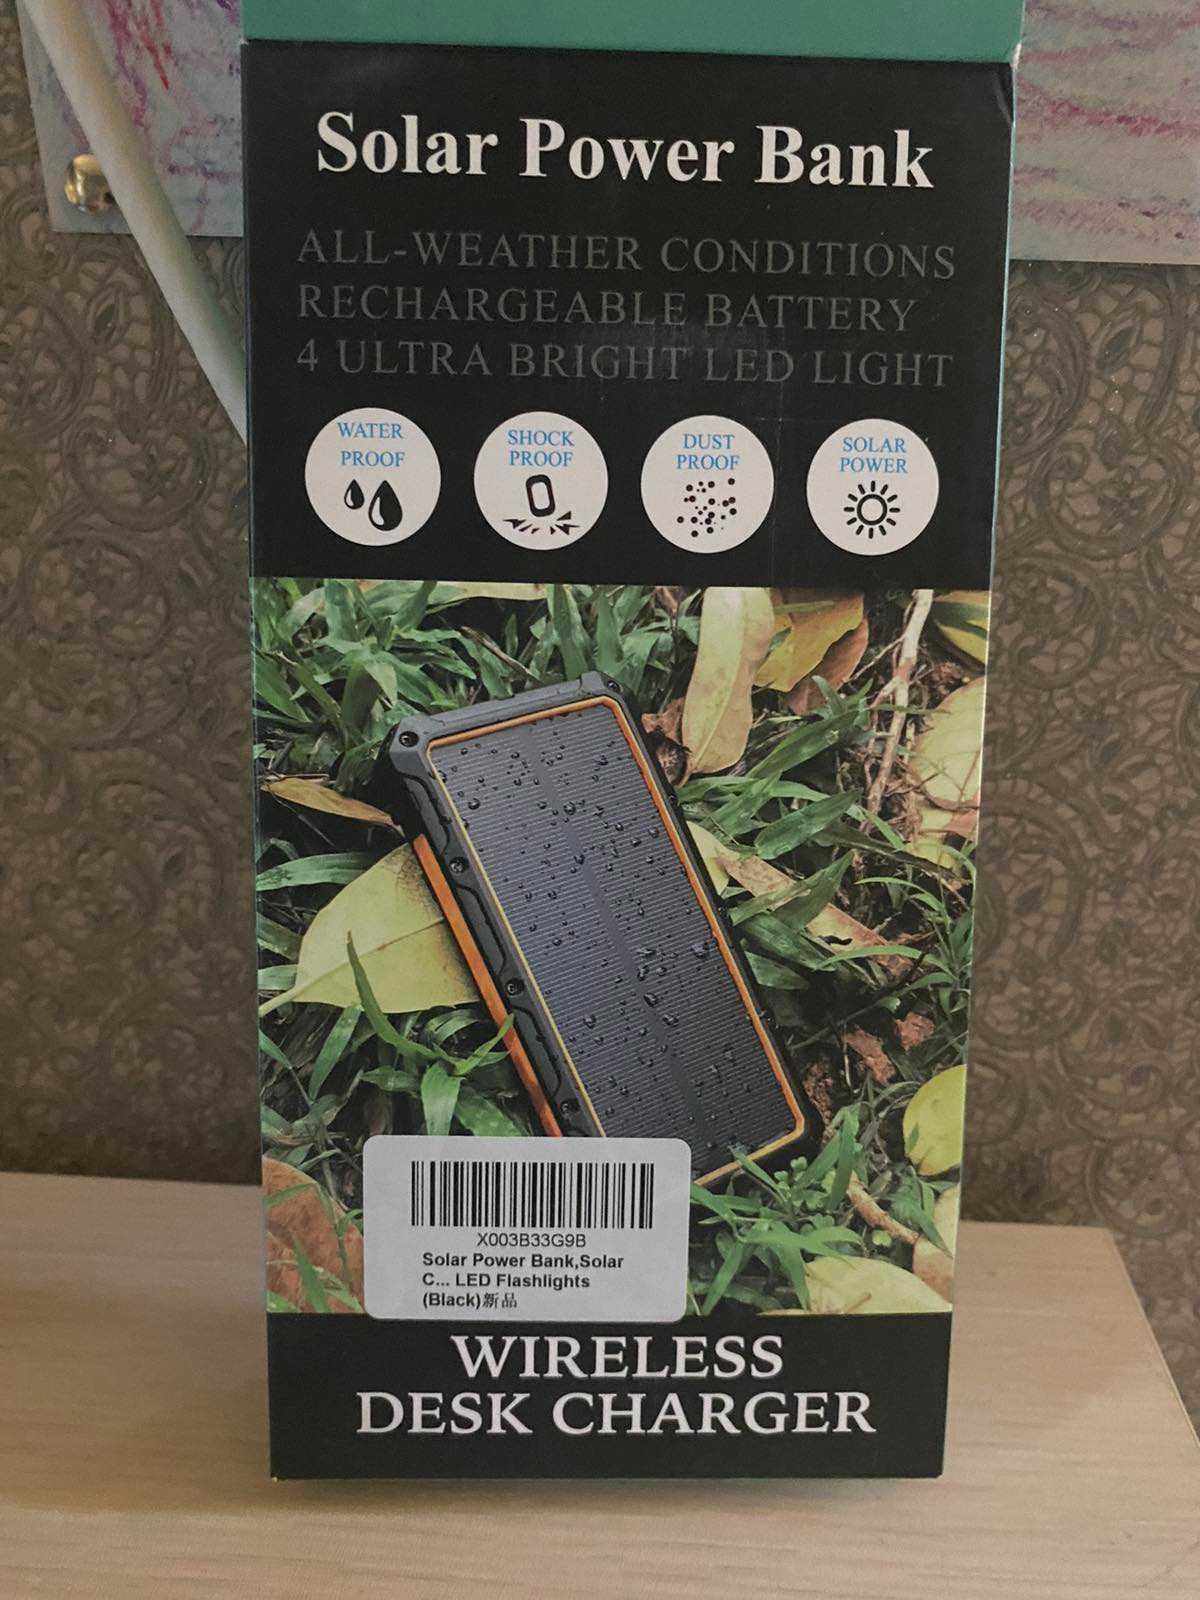 Solar Power Bank
ALL-WEATHER CONDITIONS
RECHARGEABLE BATTERY
4 ULTRA BRIGHT LED LIGHT
WATER
PROOF
SHOCK
PROOF
DUST
PROOF
SOLAR
POWER
X003B33G9B
Solar Power Bank,Solar
C... LED Flashlights
(Black)新品
WIRELESS
DESK CHARGER